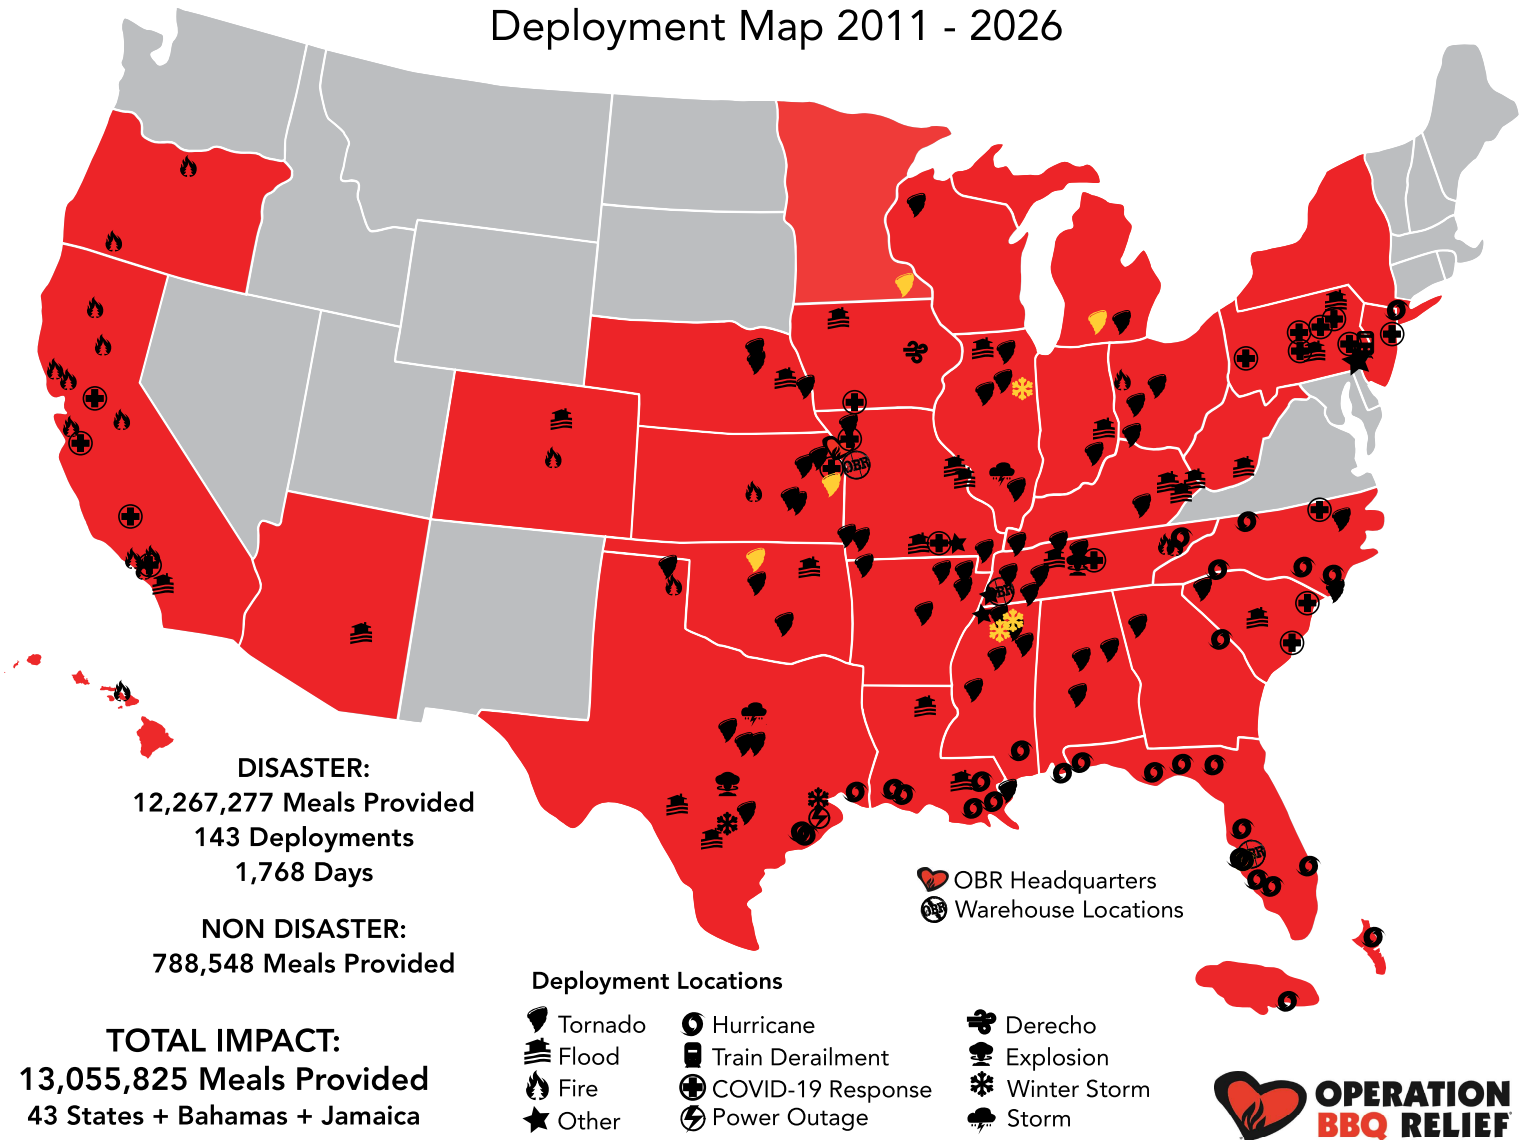 Deployment Map 2011 - 2026
OBR
OBR
DISASTER:
12,267,277 Meals Provided
143 Deployments
1,768 Days
NON DISASTER:
788,548 Meals Provided
TOTAL IMPACT:
13,055,825 Meals Provided
43 States + Bahamas + Jamaica
OBR Headquarters
OBR Warehouse Locations
Deployment Locations
Tornado
Flood
Fire
Other
Hurricane
Train Derailment
COVID-19 Response
Power Outage
Derecho
Explosion
Winter Storm
Storm
OPERATION
BBQ RELIEF